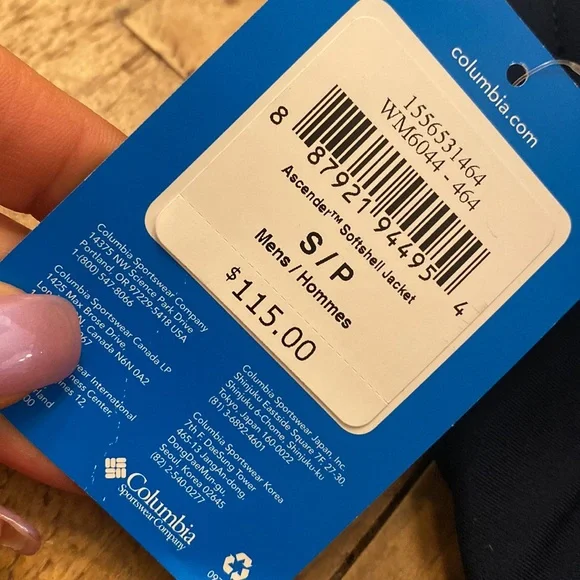 columbia.com
1556531464
WM6044 - 464
8 87921 94495 4
Ascender™ Softshell Jacket
S / P
Mens / Hommes
$115.00
Columbia Sportswear Company
14375 NW Science Park Drive
Portland, OR 97229-5418 USA
1-(800) 547-8066
Columbia Sportswear Canada LP
1425 Max Brose Drive,
Canada N6N 0A2
International
Center,
12,
Columbia Sportswear Japan, Inc.
Shinjuku Eastside Square 7F, 27-30,
Shinjuku 6-Chome, Shinjuku-ku
Tokyo, Japan 160-0022
(81) 3-6892-4601
Columbia Sportswear Korea
7th F. DaeSung Tower
465,13 JangAn-dong,
DongDaeMun-gu,
Seoul, Korea 02645
(82) 2-540-0277
Columbia
Sportswear Company